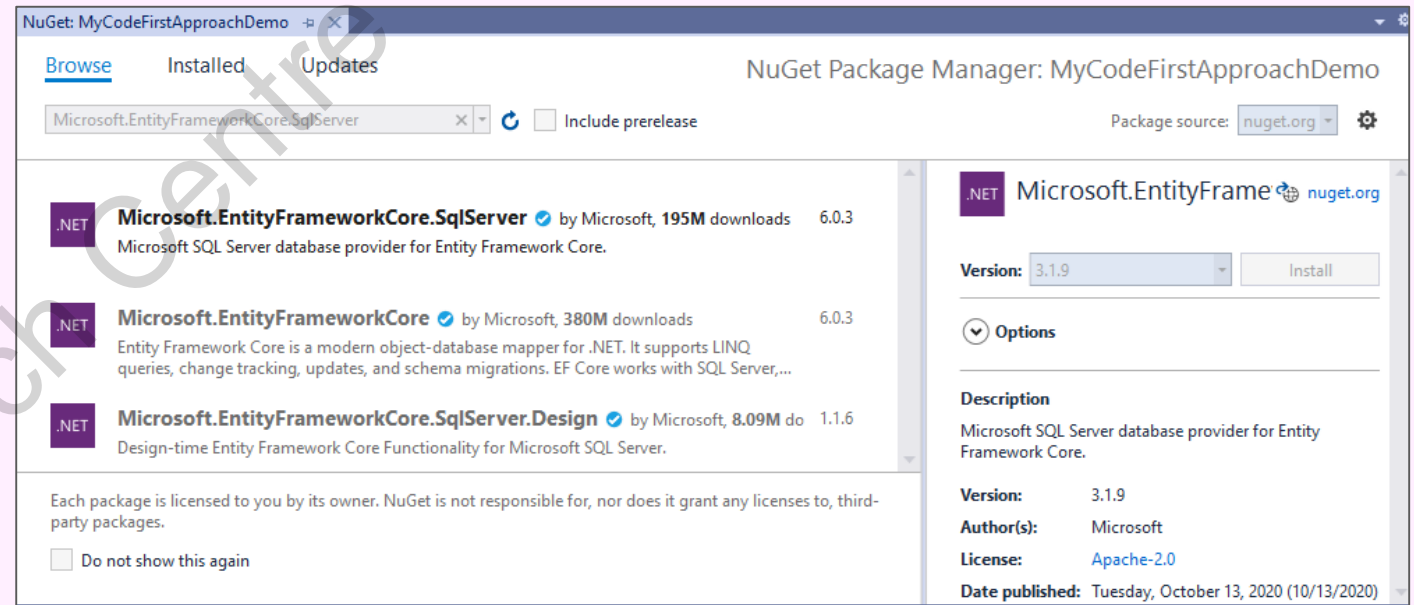 NuGet: MyCodeFirstApproachDemo
Browse Installed Updates
NuGet Package Manager: MyCodeFirstApproachDemo
Microsoft.EntityFrameworkCore.SqlServer
Include prerelease
Package source: nuget.org
.NET Microsoft.EntityFrameworkCore.SqlServer by Microsoft, 195M downloads 6.0.3
Microsoft SQL Server database provider for Entity Framework Core.
.NET Microsoft.EntityFrameworkCore by Microsoft, 380M downloads 6.0.3
Entity Framework Core is a modern object-database mapper for .NET. It supports LINQ
queries, change tracking, updates, and schema migrations. EF Core works with SQL Server,...
.NET Microsoft.EntityFrameworkCore.SqlServer.Design by Microsoft, 8.09M do 1.1.6
Design-time Entity Framework Core Functionality for Microsoft SQL Server.
Each package is licensed to you by its owner. NuGet is not responsible for, nor does it grant any licenses to, third-
party packages.
Do not show this again
.NET Microsoft.EntityFrame nuget.org
Version: 3.1.9 Install
Options
Description
Microsoft SQL Server database provider for Entity
Framework Core.
Version: 3.1.9
Author(s): Microsoft
License: Apache-2.0
Date published: Tuesday, October 13, 2020 (10/13/2020)
ch Centre